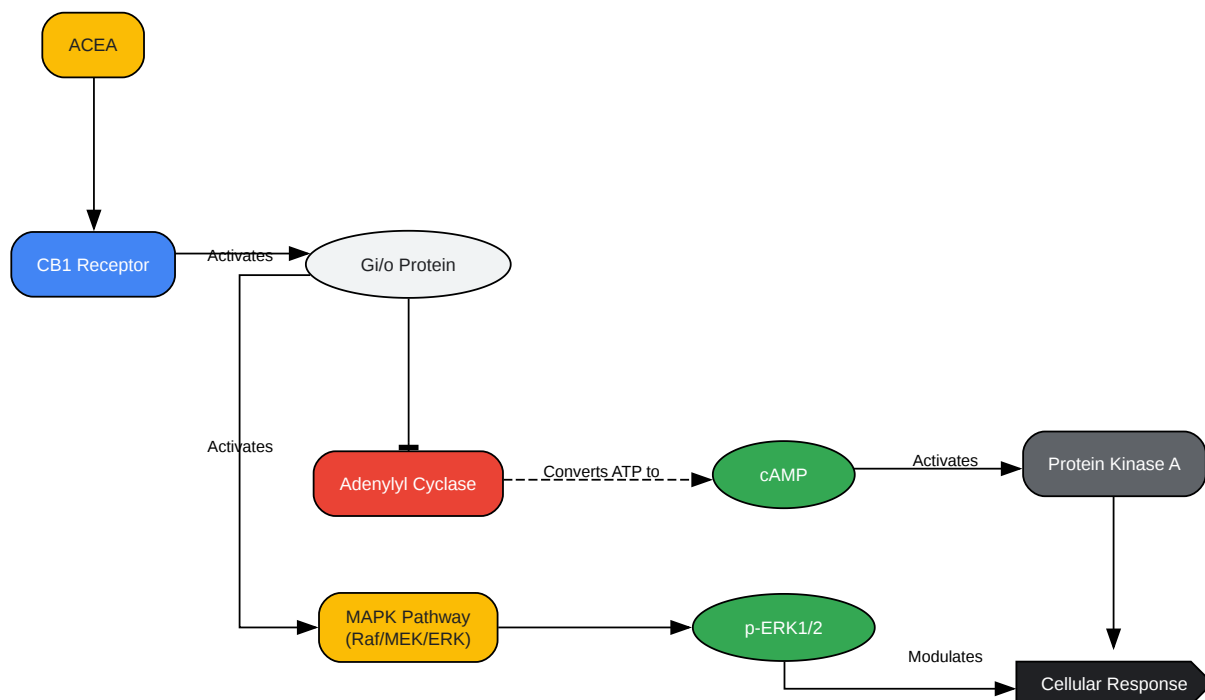 ACEA
CB1 Receptor
Activates
Gi/o Protein
Activates
Adenylyl Cyclase
Converts ATP to
cAMP
Activates
Protein Kinase A
MAPK Pathway
(Raf/MEK/ERK)
p-ERK1/2
Modulates
Cellular Response